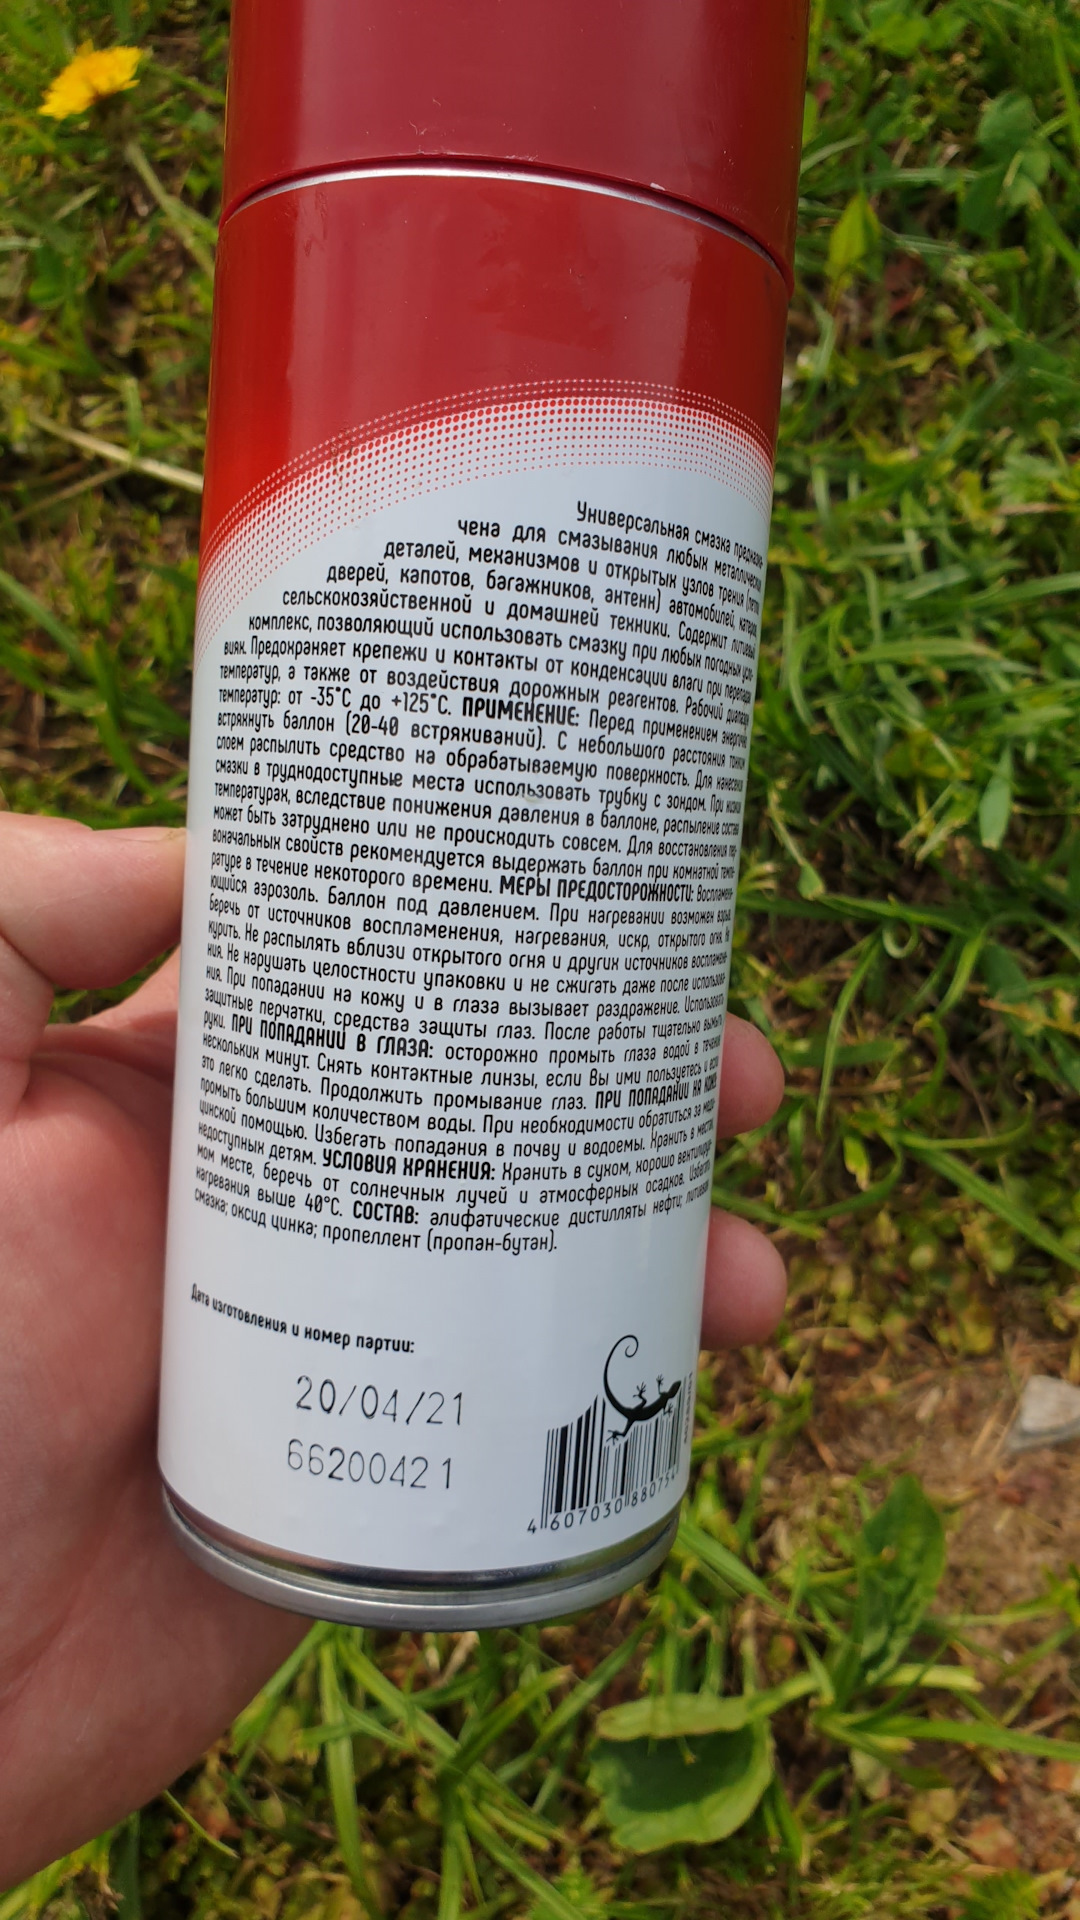 Универсальная смазка предназна-
чена для смазывания любых металлических
деталей, механизмов и открытых узлов трения (петли
дверей, капотов, багажников, антенн) автомобилей, катеров,
сельскохозяйственной и домашней техники. Содержит литиевый
комплекс, позволяющий использовать смазку при любых погодных усло-
виях. Предохраняет крепежи и контакты от конденсации влаги при перепадах
температур, а также от воздействия дорожных реагентов. Рабочий диапазон
температур: от -35°С до +125°С. ПРИМЕНЕНИЕ: Перед применением энергично
встряхнуть баллон (20-40 встряхиваний). С небольшого расстояния тонким
слоем распылить средство на обрабатываемую поверхность. Для нанесения
смазки в труднодоступные места использовать трубку с зондом. При низких
температурах, вследствие понижения давления в баллоне, распыление состава
может быть затруднено или не происходить совсем. Для восстановления пер-
воначальных свойств рекомендуется выдержать баллон при комнатной темпе-
ратуре в течение некоторого времени. МЕРЫ ПРЕДОСТОРОЖНОСТИ: Воспламеня-
ющийся аэрозоль. Баллон под давлением. При нагревании возможен взрыв.
Беречь от источников воспламенения, нагревания, искр, открытого огня. Не
курить. Не распылять вблизи открытого огня и других источников воспламене-
ния. Не нарушать целостности упаковки и не сжигать даже после использова-
ния. При попадании на кожу и в глаза вызывает раздражение. Использовать
защитные перчатки, средства защиты глаз. После работы тщательно вымыть
руки. ПРИ ПОПАДАНИИ В ГЛАЗА: осторожно промыть глаза водой в течение
нескольких минут. Снять контактные линзы, если Вы ими пользуетесь и если
это легко сделать. Продолжить промывание глаз. ПРИ ПОПАДАНИИ НА КОЖУ:
промыть большим количеством воды. При необходимости обратиться за меди-
цинской помощью. Избегать попадания в почву и водоемы. Хранить в местах,
недоступных детям. УСЛОВИЯ ХРАНЕНИЯ: Хранить в сухом, хорошо вентилируе-
мом месте, беречь от солнечных лучей и атмосферных осадков. Избегать
нагревания выше 40°С. СОСТАВ: алифатические дистилляты нефти; литиевая
смазка; оксид цинка; пропеллент (пропан-бутан).
Дата изготовления и номер партии:
20/04/21
66200421
4 607030 88075